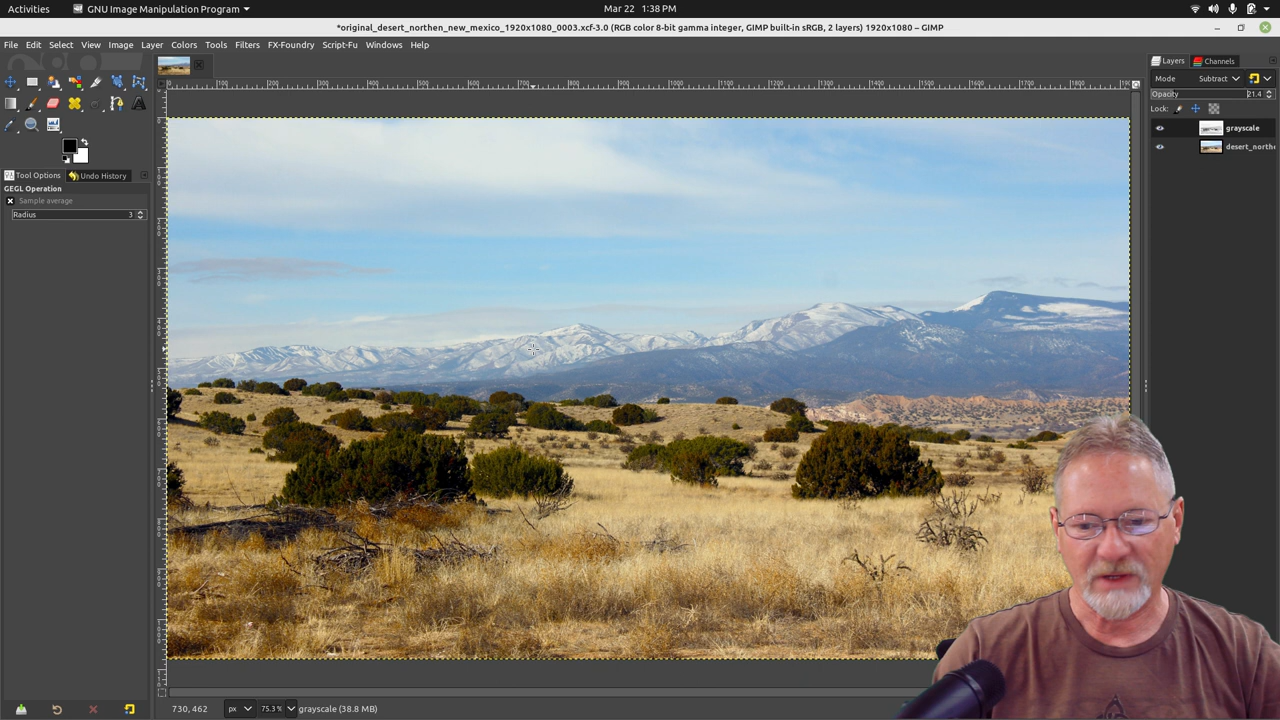 Activities
GNU Image Manipulation Program
Mar 22 1:38 PM
*original_desert_northen_new_mexico_1920x1080_0003.xcf-3.0 (RGB color 8-bit gamma integer, GIMP built-in sRGB, 2 layers) 1920x1080 – GIMP
File Edit Select View Image Layer Colors Tools Filters FX-Foundry Script-Fu Windows Help
Layers Channels
Mode Subtract
Opacity 21.4
Lock:
grayscale
desert_northe
Tool Options Undo History
GEGL Operation
Sample average
Radius 3
730, 462 px 75.3% grayscale (38.8 MB)